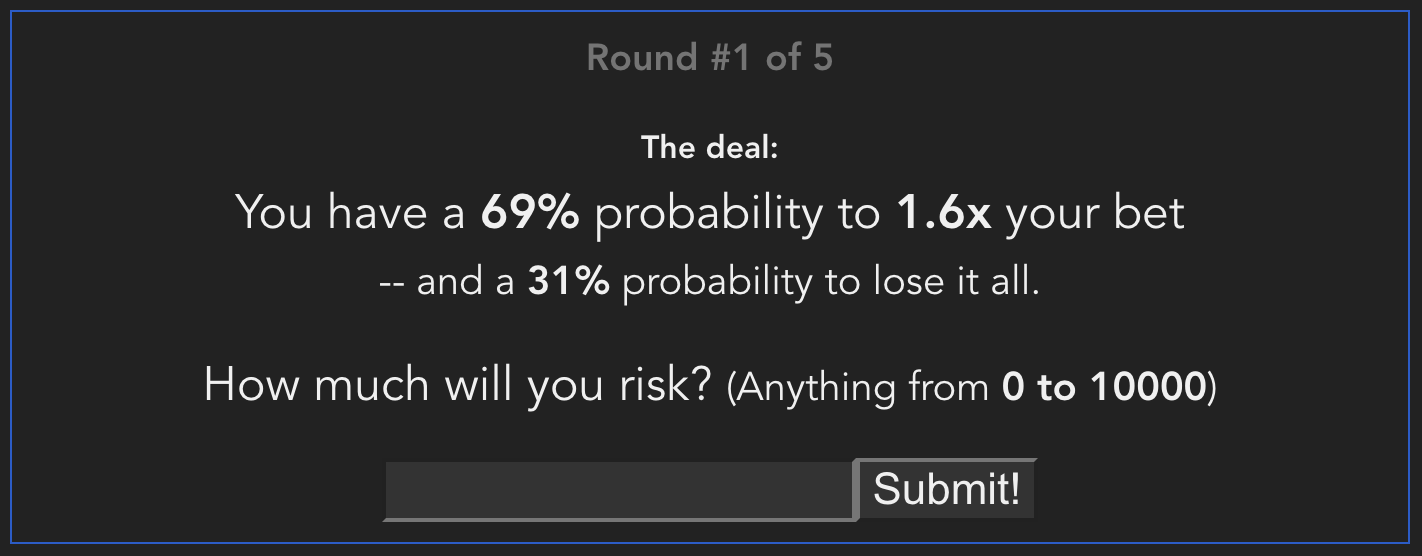 Round #1 of 5
The deal:
You have a 69% probability to 1.6x your bet
-- and a 31% probability to lose it all.
How much will you risk? (Anything from 0 to 10000)
Submit!